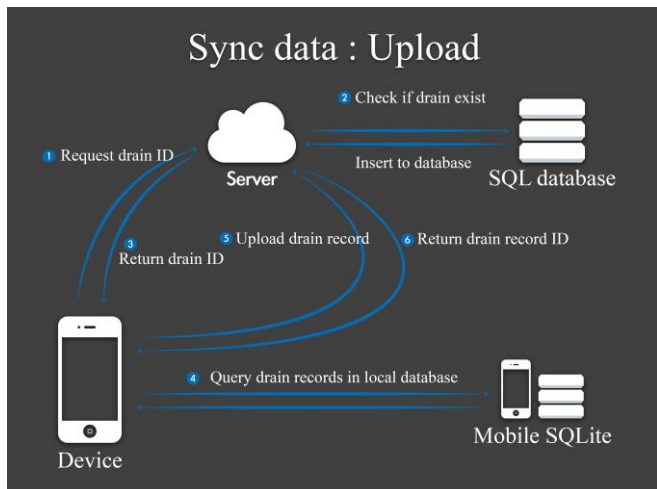 Sync data : Upload
2 Check if drain exist
1 Request drain ID
Insert to database
Server
SQL database
3
Return drain ID
5 Upload drain record
6 Return drain record ID
4 Query drain records in local database
Device
Mobile SQLite